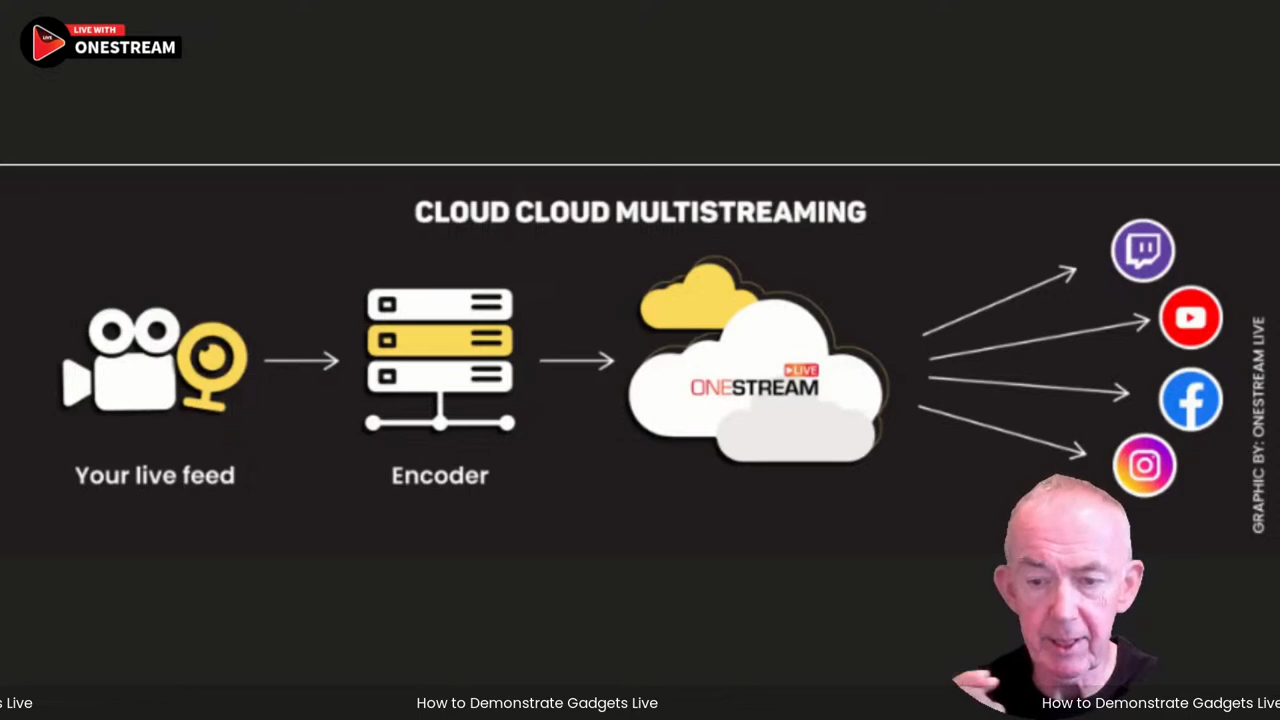 LIVE WITH
LIVE
ONESTREAM
CLOUD CLOUD MULTISTREAMING
LIVE
ONESTREAM
Your live feed
Encoder
GRAPHIC BY: ONESTREAM LIVE
s Live
How to Demonstrate Gadgets Live
How to Demonstrate Gadgets Live